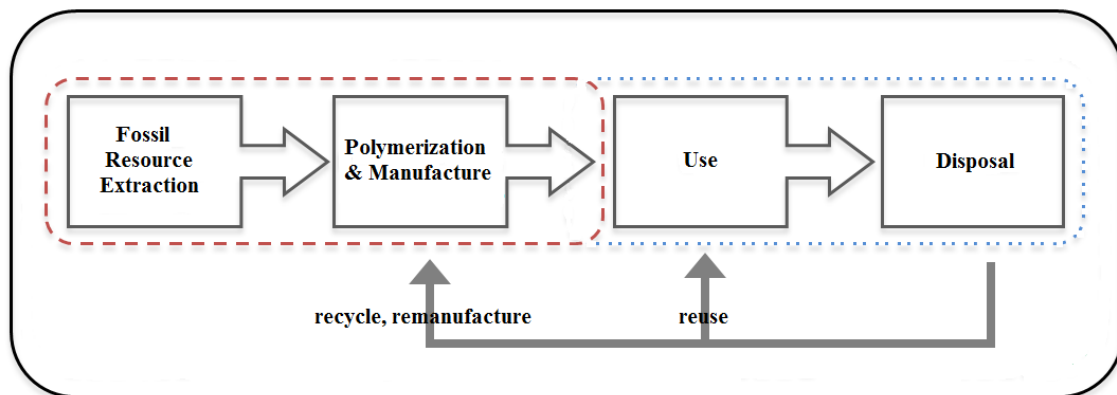 Fossil
Resource
Extraction
Polymerization
& Manufacture
Use
Disposal
recycle, remanufacture
reuse